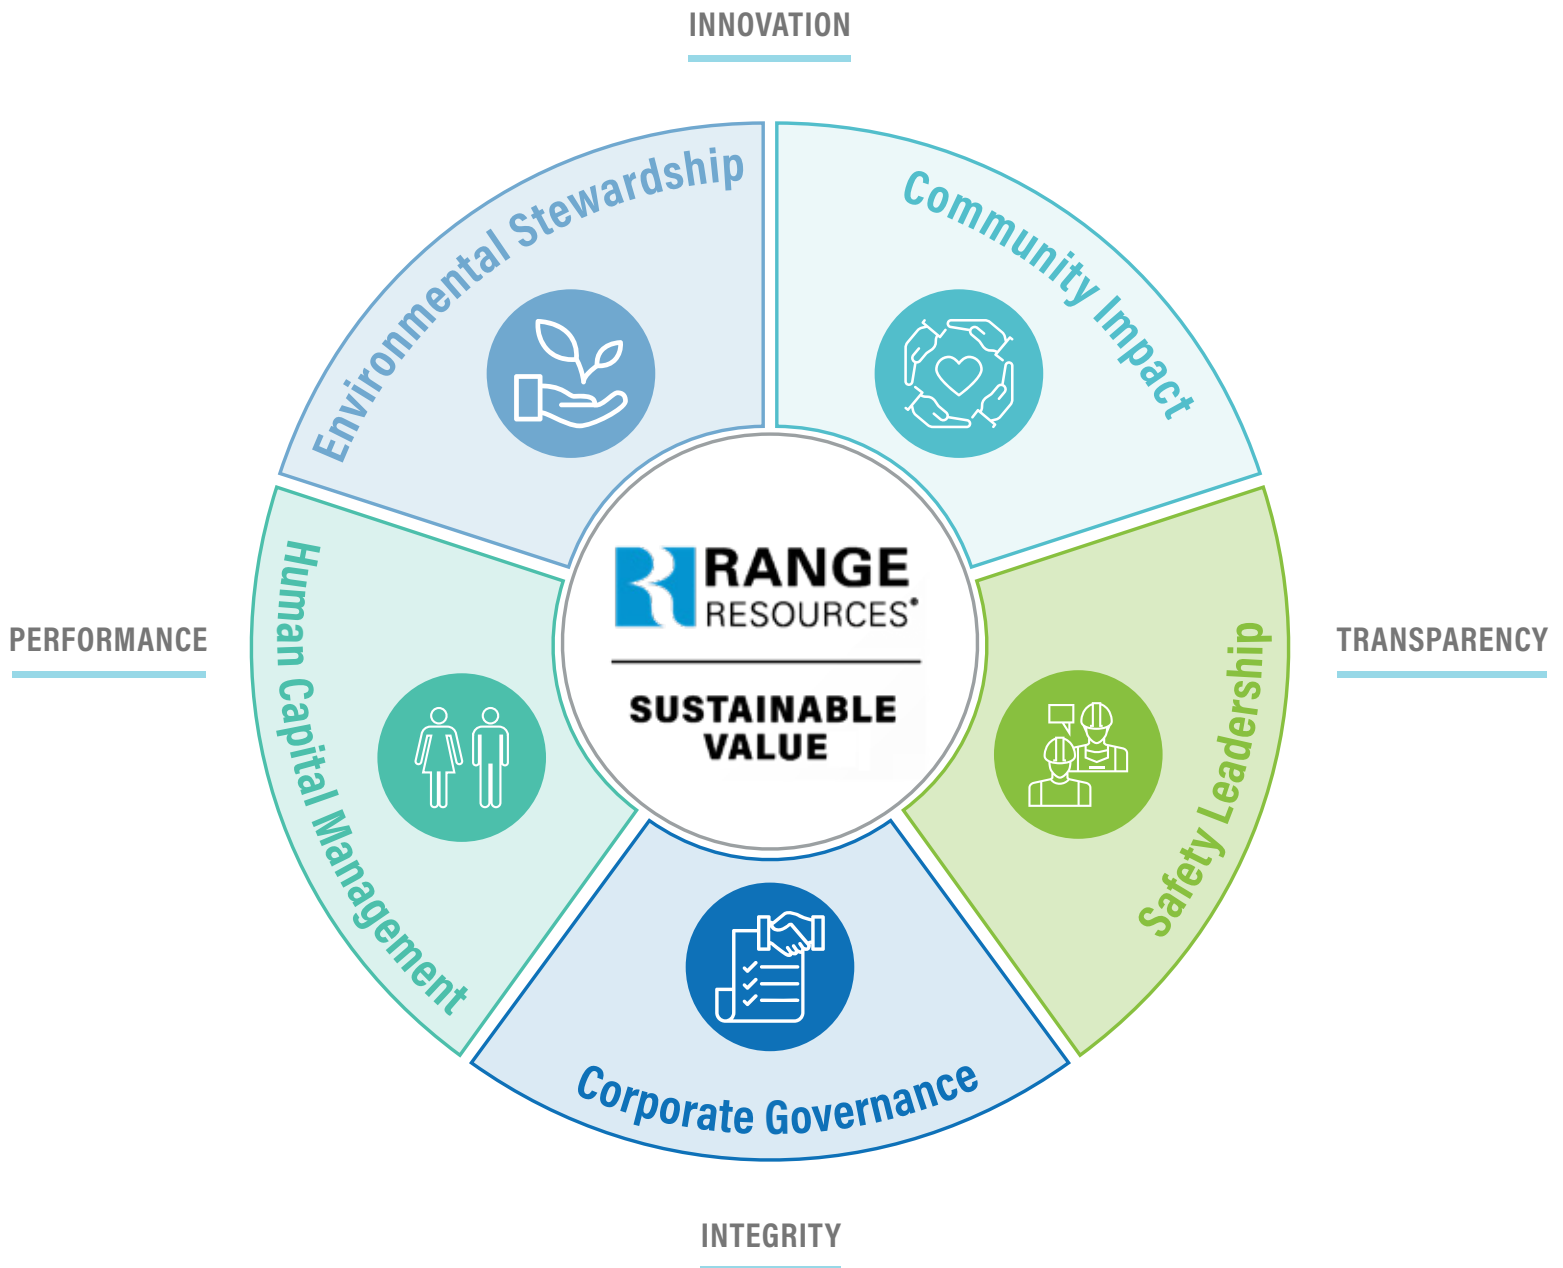 INNOVATION
Environmental Stewardship
Community Impact
RANGE
RESOURCES®
SUSTAINABLE
VALUE
PERFORMANCE
TRANSPARENCY
Human Capital Management
Safety Leadership
Corporate Governance
INTEGRITY